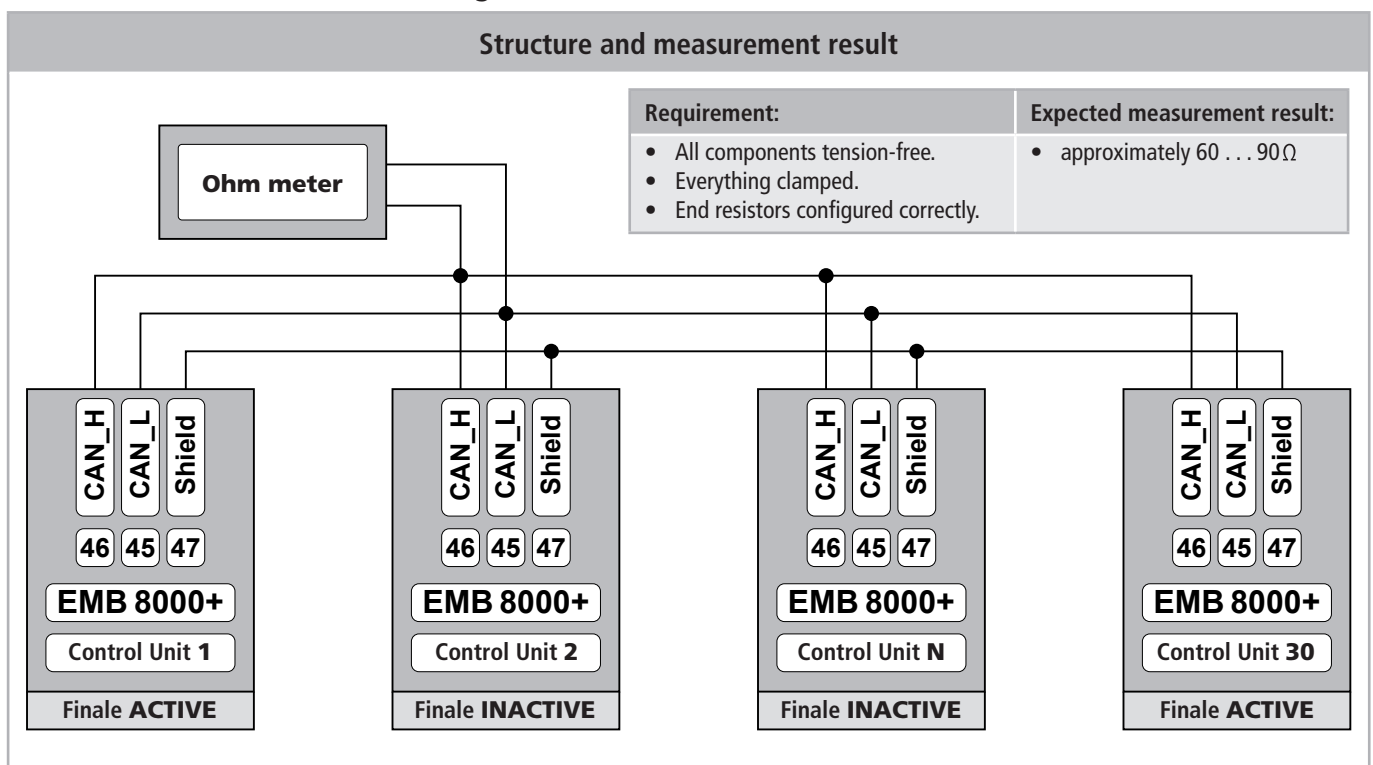 Structure and measurement result
Requirement:
Expected measurement result:
• All components tension-free.
• Everything clamped.
• End resistors configured correctly.
• approximately 60 . . . 90 Ω
Ohm meter
CAN_H CAN_L Shield
46 45 47
EMB 8000+
Control Unit 1
Finale ACTIVE
CAN_H CAN_L Shield
46 45 47
EMB 8000+
Control Unit 2
Finale INACTIVE
CAN_H CAN_L Shield
46 45 47
EMB 8000+
Control Unit N
Finale INACTIVE
CAN_H CAN_L Shield
46 45 47
EMB 8000+
Control Unit 30
Finale ACTIVE